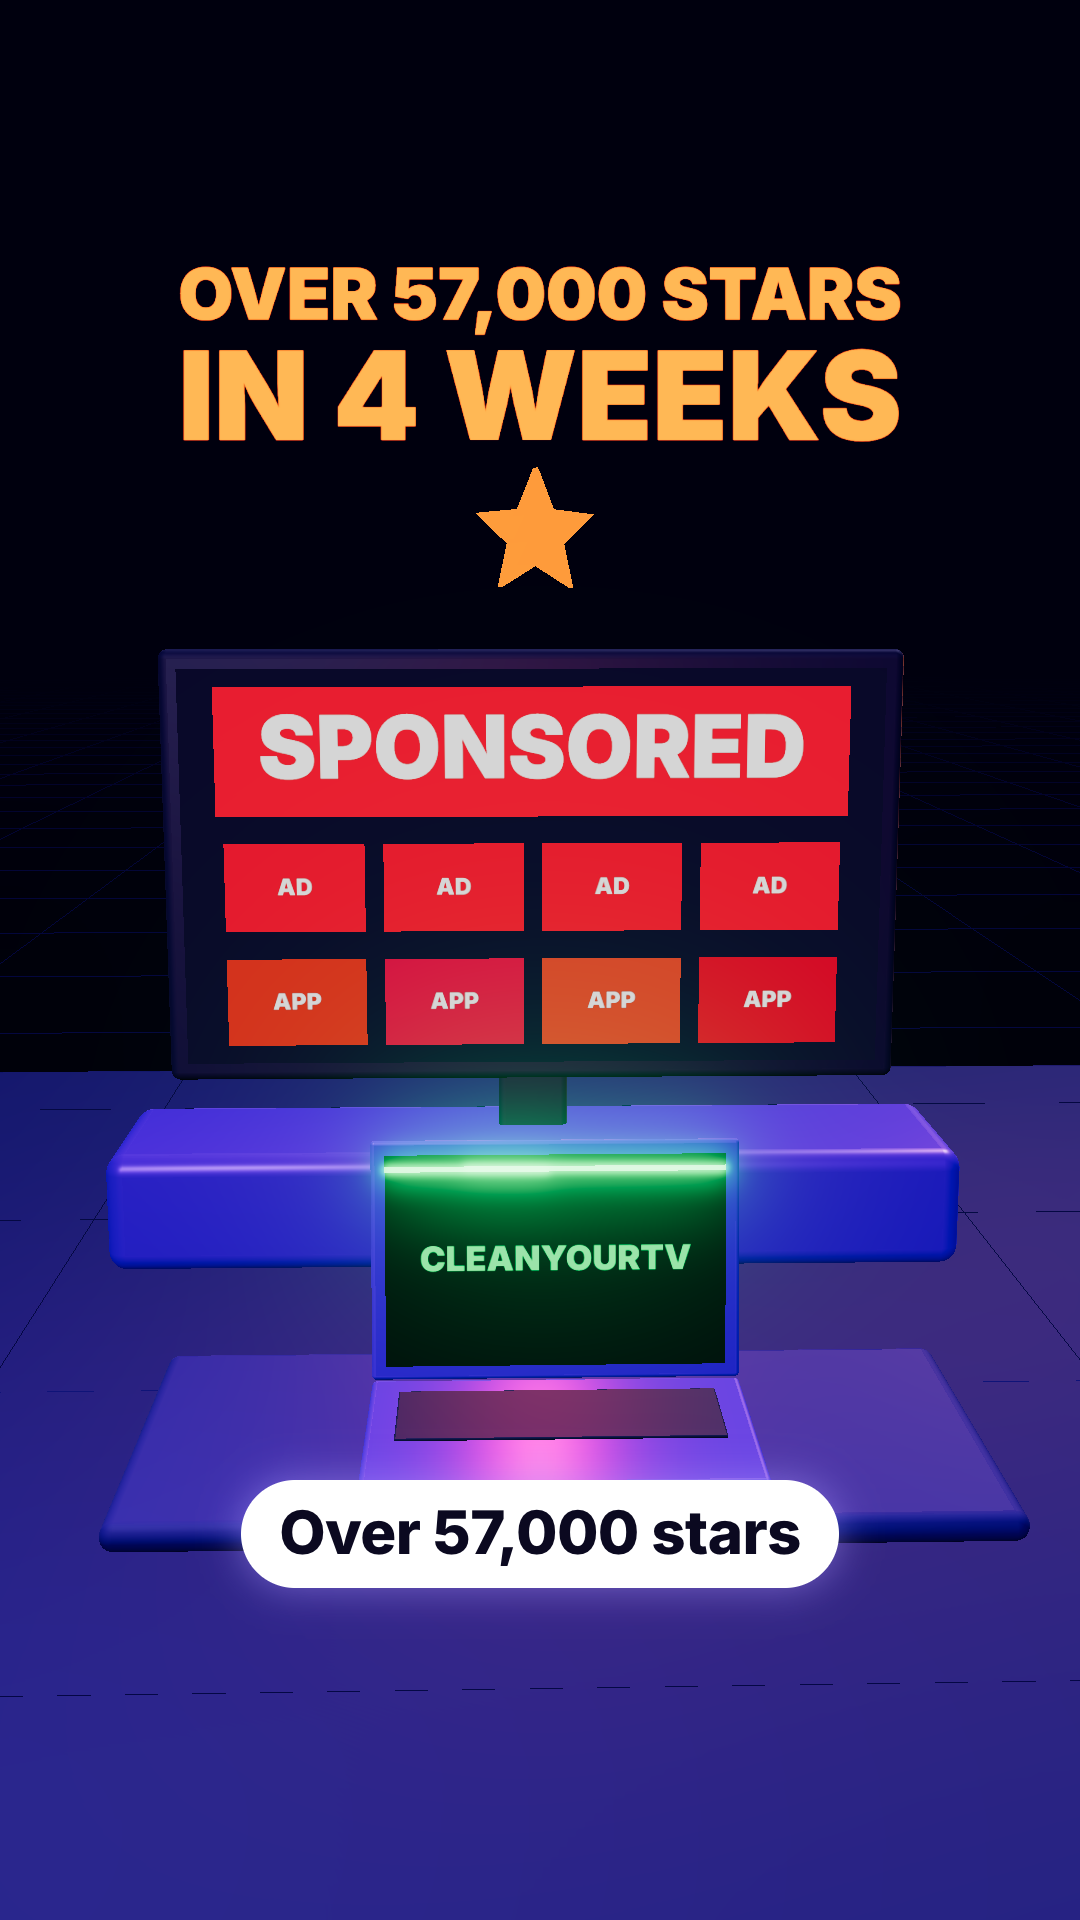 OVER 57,000 STARS
IN 4 WEEKS
SPONSORED
AD AD AD AD
APP APP APP APP
CLEANYOURTV
Over 57,000 stars